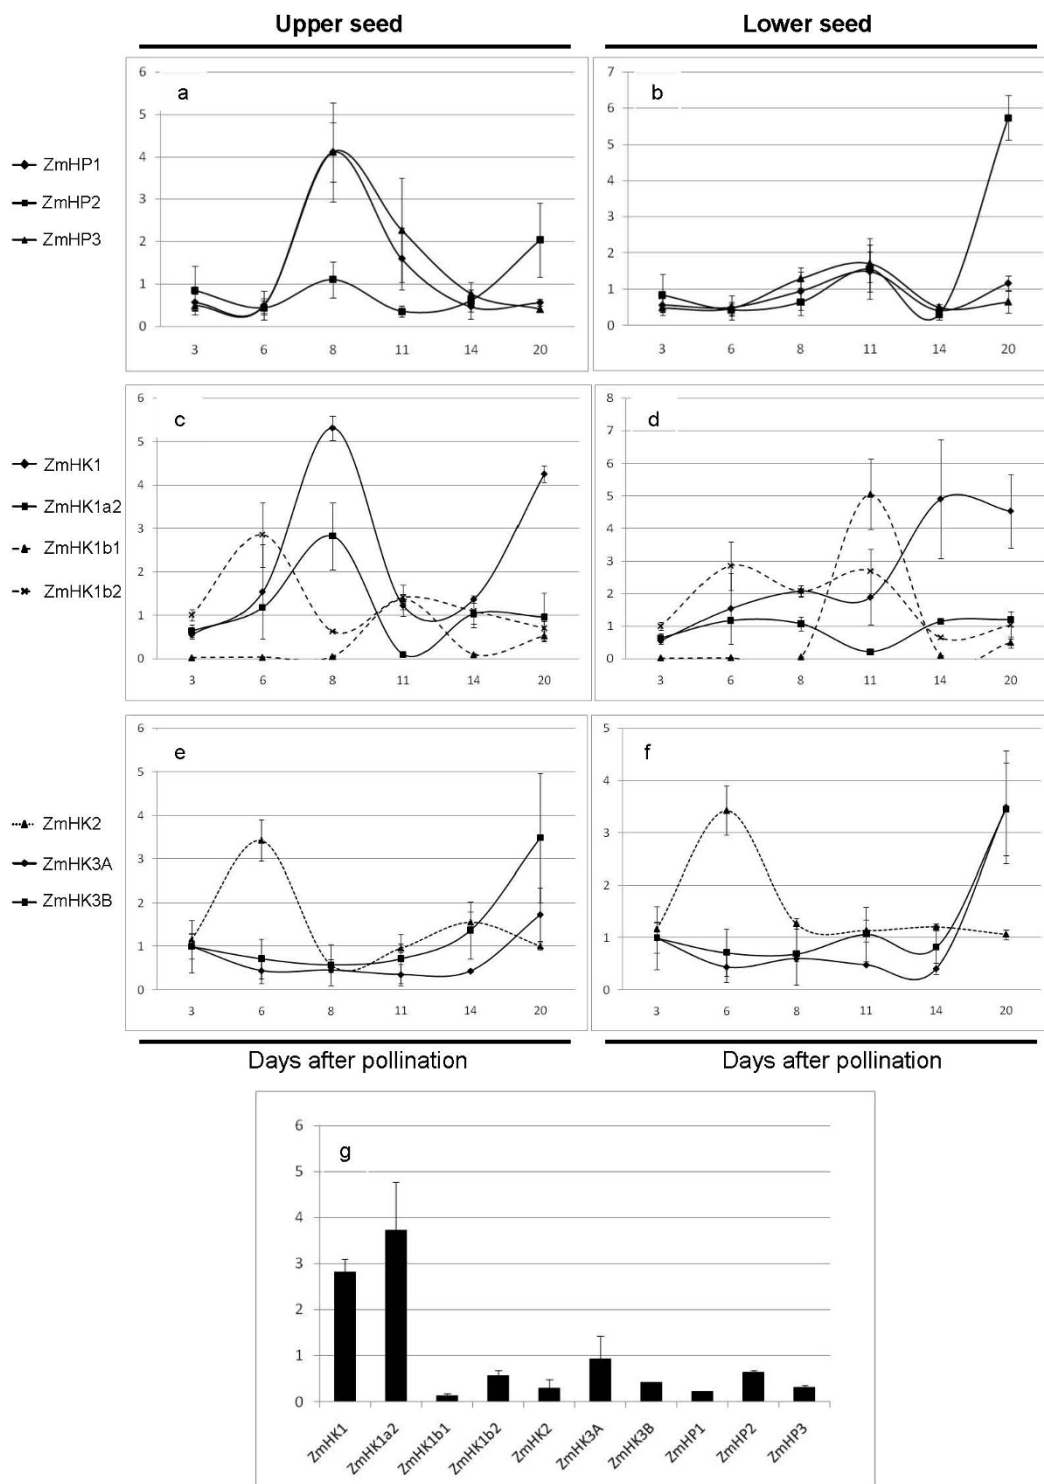 Upper seed
Lower seed
ZmHP1
ZmHP2
ZmHP3
a
6
5
4
3
2
1
0
3 6 8 11 14 20
b
7
6
5
4
3
2
1
0
3 6 8 11 14 20
ZmHK1
ZmHK1a2
ZmHK1b1
ZmHK1b2
c
6
5
4
3
2
1
0
3 6 8 11 14 20
d
8
7
6
5
4
3
2
1
0
3 6 8 11 14 20
ZmHK2
ZmHK3A
ZmHK3B
e
6
5
4
3
2
1
0
3 6 8 11 14 20
f
5
4
3
2
1
0
3 6 8 11 14 20
Days after pollination
Days after pollination
g
6
5
4
3
2
1
0
ZmHK1
ZmHK1a2
ZmHK1b1
ZmHK1b2
ZmHK2
ZmHK3A
ZmHK3B
ZmHP1
ZmHP2
ZmHP3